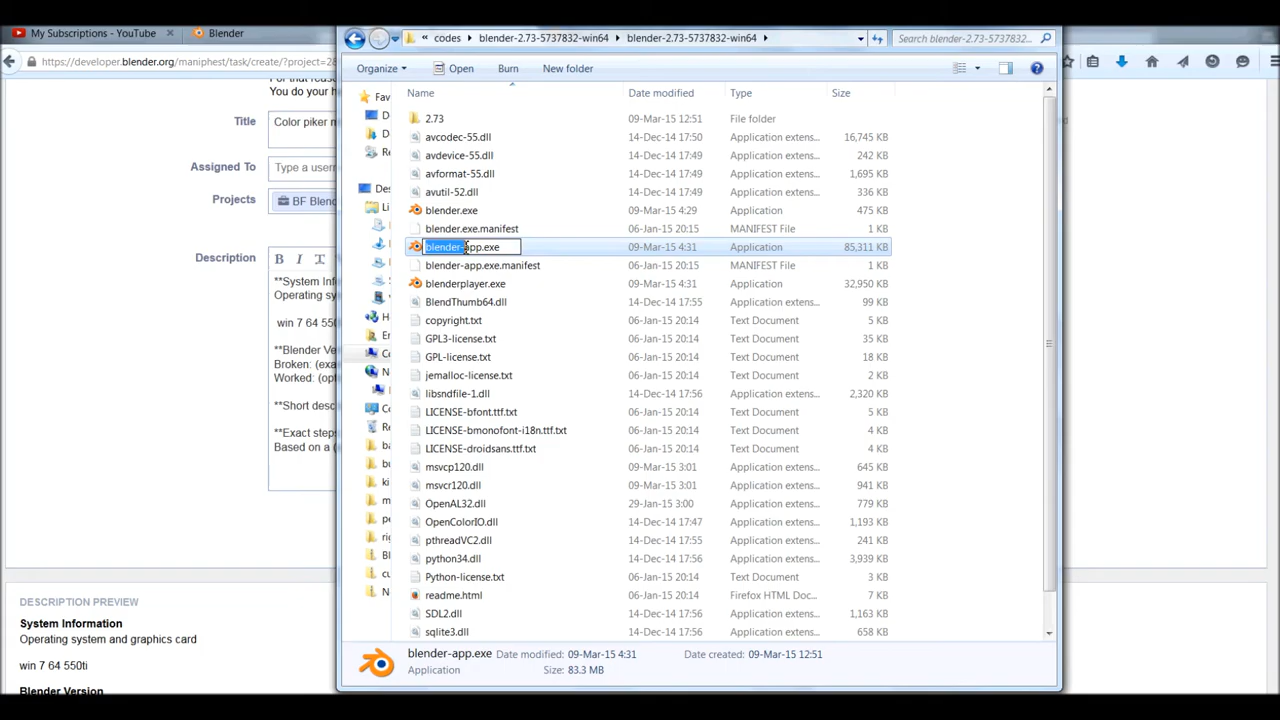 My Subscriptions - YouTube
Blender
https://developer.blender.org/maniphest/task/create/?project=2&
For that reason
You do your h
Title
Color piker m
Assigned To
Type a usern
Projects
BF Blen
Description
B I T
**System Info
Operating sy
win 7 64 550
**Blender Ve
Broken: (exa
Worked: (opt
**Short desc
**Exact steps
Based on a (
DESCRIPTION PREVIEW
System Information
Operating system and graphics card
win 7 64 550ti
Blender Version
« codes blender-2.73-5737832-win64 blender-2.73-5737832-win64
Search blender-2.73-5737832-...
Organize Open Burn New folder
Name Date modified Type Size
2.73 09-Mar-15 12:51 File folder
avcodec-55.dll 14-Dec-14 17:50 Application extens... 16,745 KB
avdevice-55.dll 14-Dec-14 17:49 Application extens... 242 KB
avformat-55.dll 14-Dec-14 17:49 Application extens... 1,695 KB
avutil-52.dll 14-Dec-14 17:49 Application extens... 336 KB
blender.exe 09-Mar-15 4:29 Application 475 KB
blender.exe.manifest 06-Jan-15 20:15 MANIFEST File 1 KB
blender-app.exe 09-Mar-15 4:31 Application 85,311 KB
blender-app.exe.manifest 06-Jan-15 20:15 MANIFEST File 1 KB
blenderplayer.exe 09-Mar-15 4:31 Application 32,950 KB
BlendThumb64.dll 14-Dec-14 17:55 Application extens... 99 KB
copyright.txt 06-Jan-15 20:14 Text Document 5 KB
GPL3-license.txt 06-Jan-15 20:14 Text Document 35 KB
GPL-license.txt 06-Jan-15 20:14 Text Document 18 KB
jemalloc-license.txt 06-Jan-15 20:14 Text Document 2 KB
libsndfile-1.dll 14-Dec-14 17:56 Application extens... 2,320 KB
LICENSE-bfont.ttf.txt 06-Jan-15 20:14 Text Document 5 KB
LICENSE-bmonofont-i18n.ttf.txt 06-Jan-15 20:14 Text Document 4 KB
LICENSE-droidsans.ttf.txt 06-Jan-15 20:14 Text Document 4 KB
msvcp120.dll 09-Mar-15 3:01 Application extens... 645 KB
msvcr120.dll 09-Mar-15 3:01 Application extens... 941 KB
OpenAL32.dll 29-Jan-15 3:00 Application extens... 779 KB
OpenColorIO.dll 14-Dec-14 17:47 Application extens... 1,193 KB
pthreadVC2.dll 14-Dec-14 17:56 Application extens... 241 KB
python34.dll 14-Dec-14 17:56 Application extens... 3,939 KB
Python-license.txt 06-Jan-15 20:14 Text Document 3 KB
readme.html 06-Jan-15 20:14 Firefox HTML Doc... 7 KB
SDL2.dll 14-Dec-14 17:56 Application extens... 1,163 KB
sqlite3.dll 14-Dec-14 17:56 Application extens... 658 KB
blender-app.exe Date modified: 09-Mar-15 4:31 Date created: 09-Mar-15 12:51
Application Size: 83.3 MB